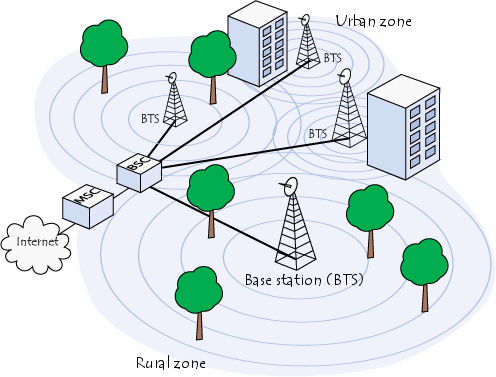 Urban zone
BTS
BTS
BTS
BSC
MSC
Internet
Base station (BTS)
Rural zone